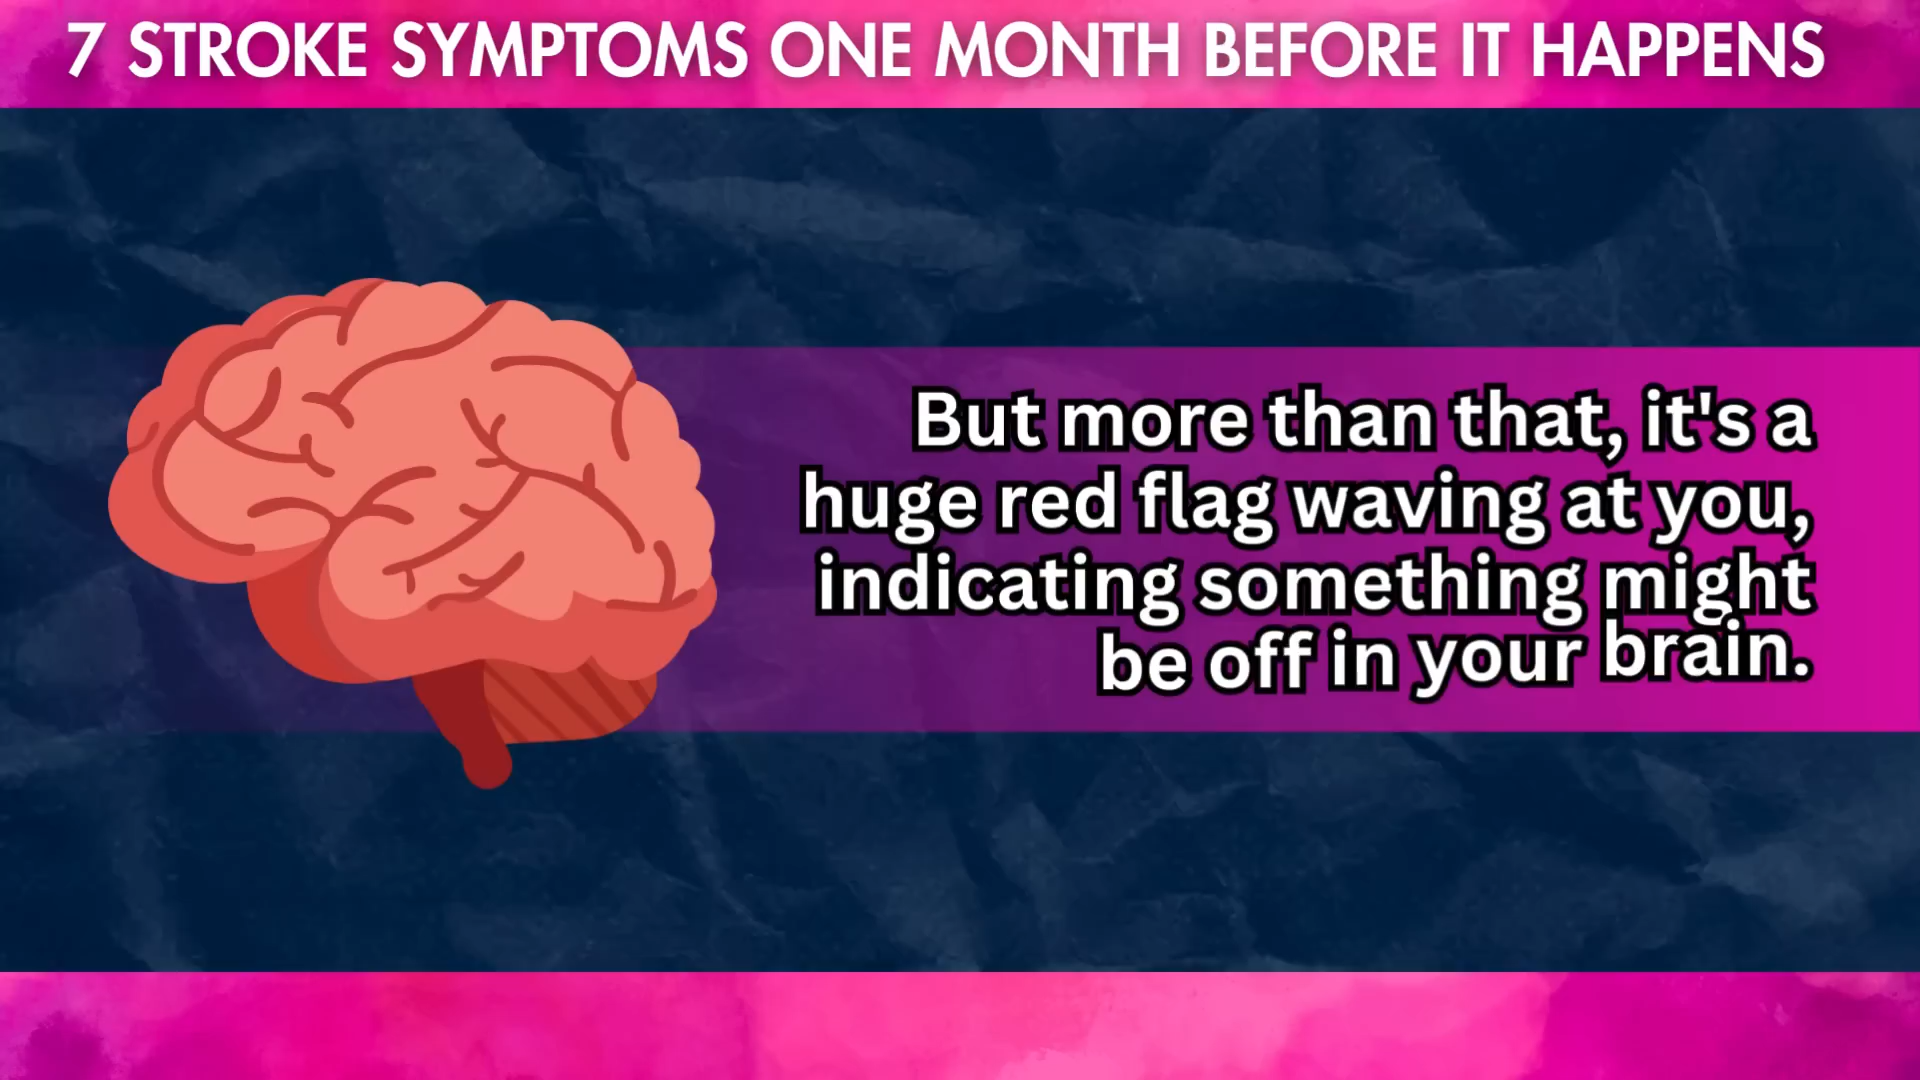 7 STROKE SYMPTOMS ONE MONTH BEFORE IT HAPPENS
But more than that, it's a
huge red flag waving at you,
indicating something might
be off in your brain.